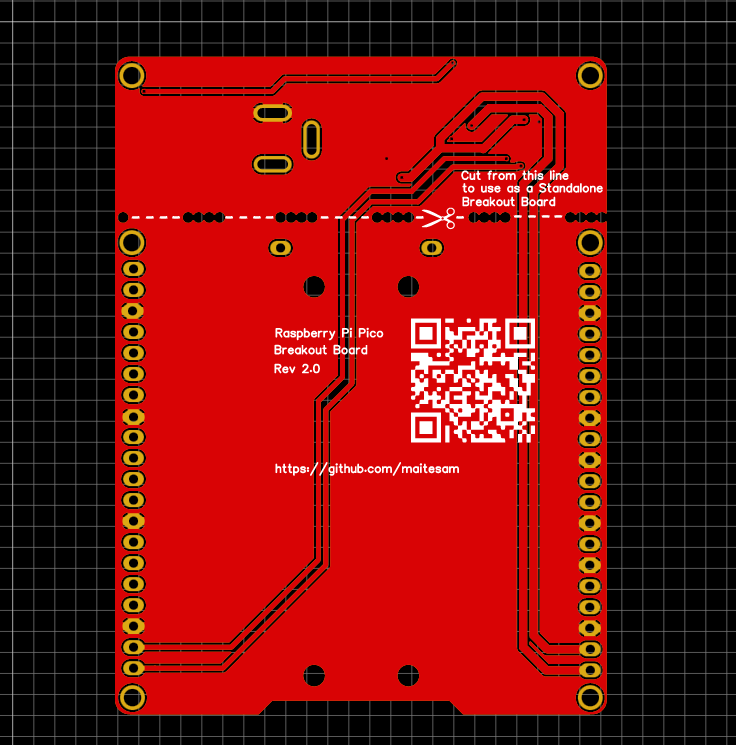 Cut from this line
to use as a Standalone
Breakout Board
Raspberry Pi Pico
Breakout Board
Rev 2.0
https://github.com/maitesam